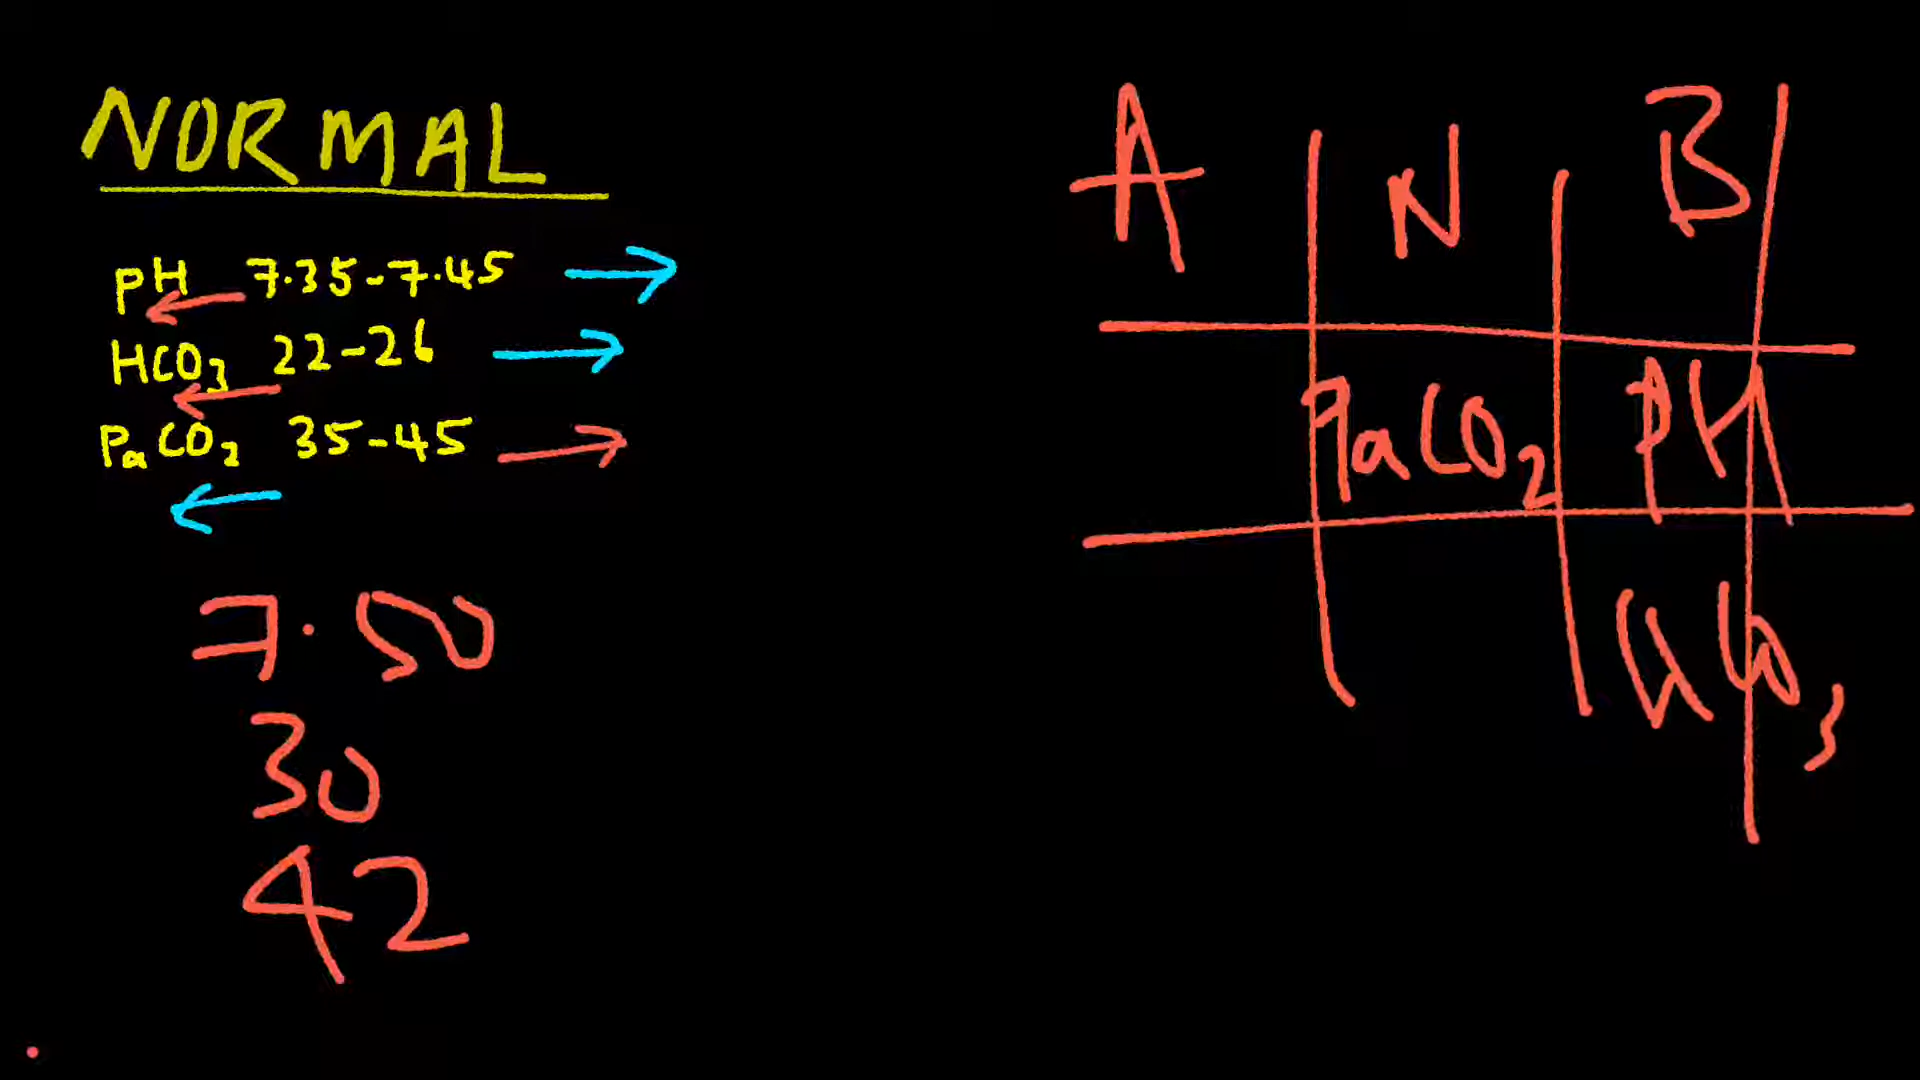 NORMAL
PH 7.35-7.45
HCO3 22-26
PaCO2 35-45
7.50
30
42
A N B
PaCO2 PH
HCO3